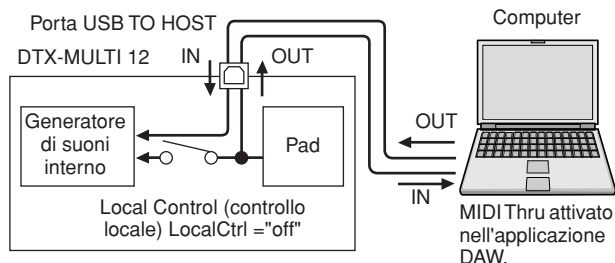 Porta USB TO HOST
Computer
DTX-MULTI 12
IN
OUT
Generatore
di suoni
interno
Pad
OUT
IN
Local Control (controllo
locale) LocalCtrl ="off"
MIDI Thru attivato
nell'applicazione
DAW.